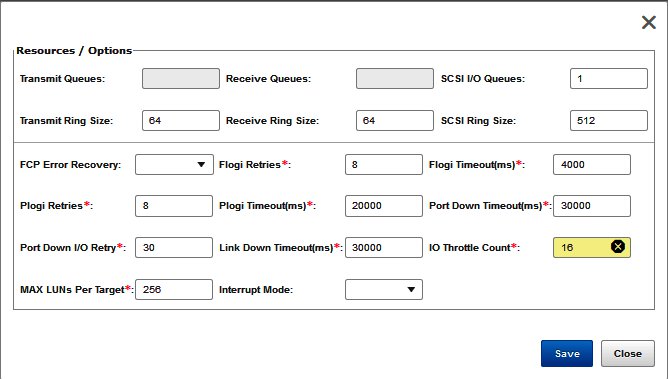 Resources / Options
Transmit Queues: Receive Queues: SCSI I/O Queues: 1
Transmit Ring Size: 64 Receive Ring Size: 64 SCSI Ring Size: 512
FCP Error Recovery: Flogi Retries*: 8 Flogi Timeout(ms)*: 4000
Plogi Retries*: 8 Plogi Timeout(ms)*: 20000 Port Down Timeout(ms)*: 30000
Port Down I/O Retry*: 30 Link Down Timeout(ms)*: 30000 IO Throttle Count*: 16
MAX LUNs Per Target*: 256 Interrupt Mode:
Save Close